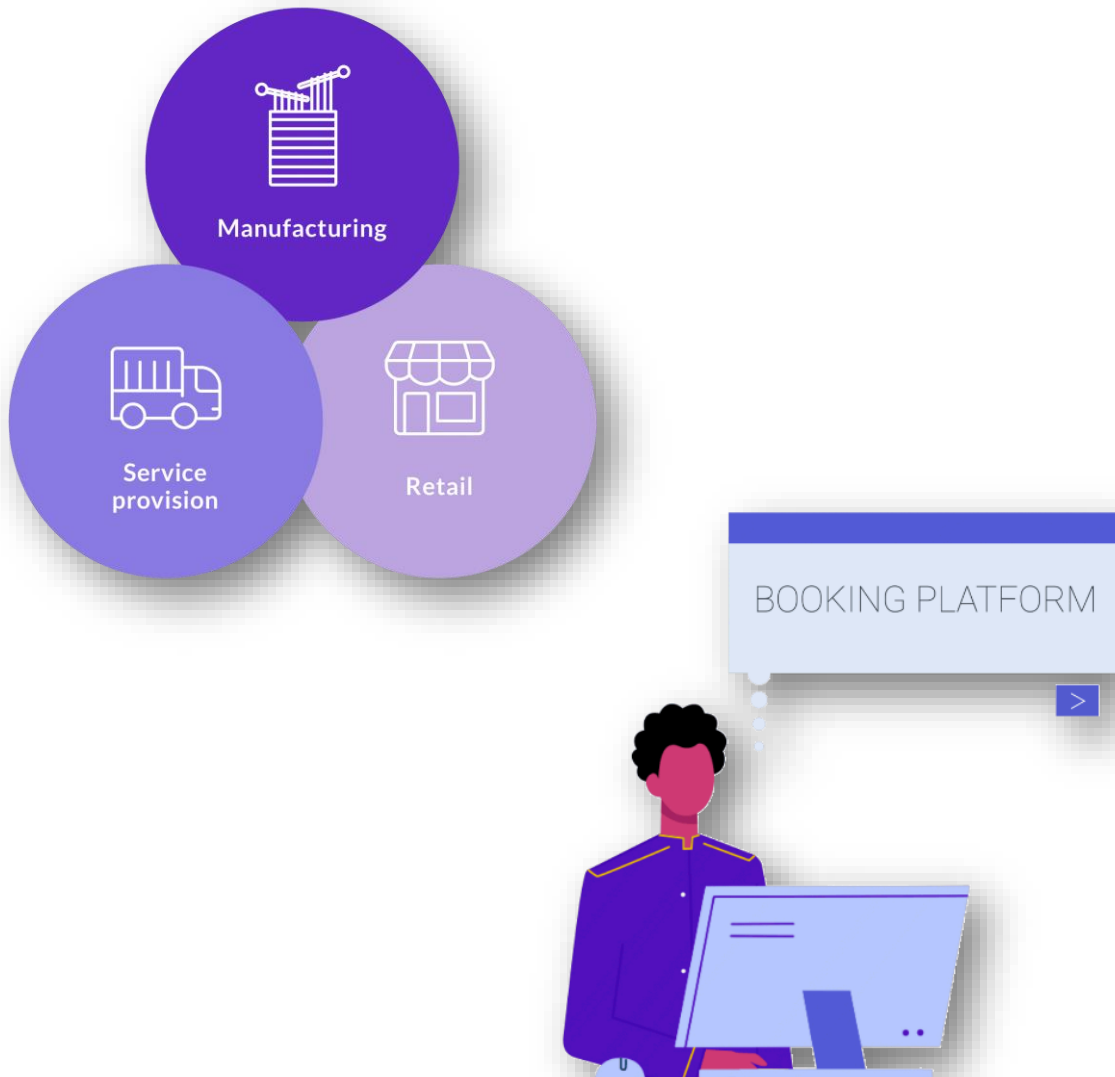 Manufacturing
Service
provision
Retail
BOOKING PLATFORM
>